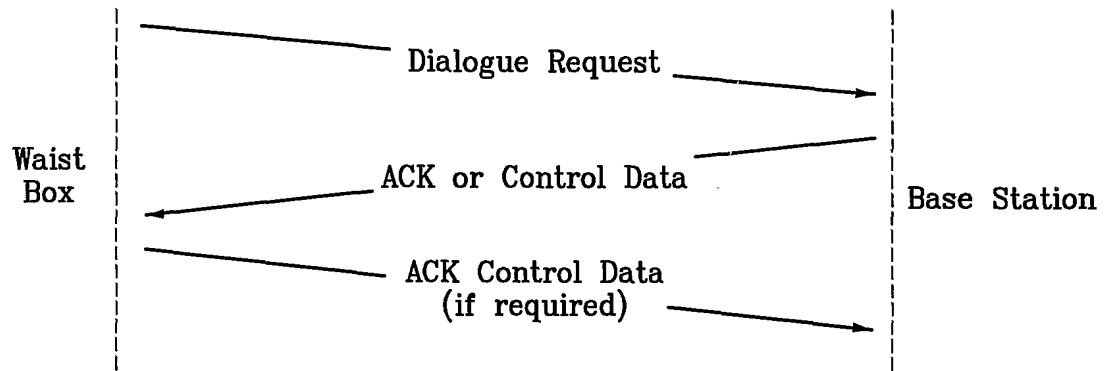 Dialogue Request
Waist
Box
ACK or Control Data
Base Station
ACK Control Data
(if required)